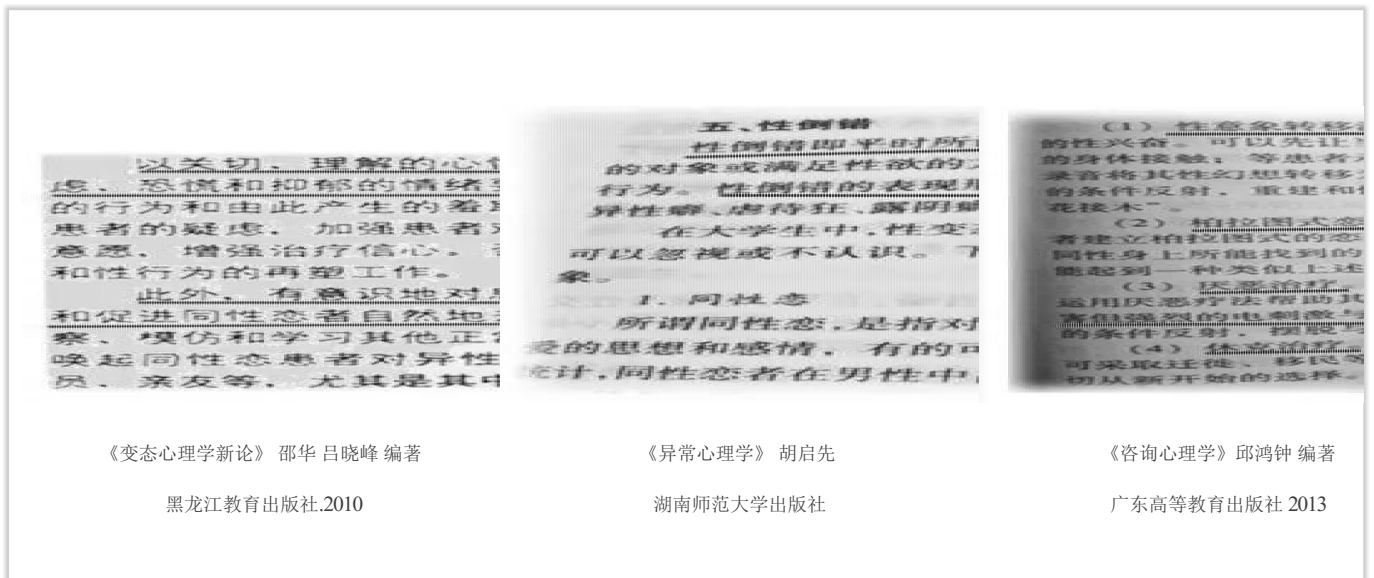 以关切、理解的心
虑、恐慌和抑郁的情绪
的行为和由此产生的羞
患者的疑虑，加强患者
意愿，增强治疗信心。
和性行为的再塑工作。
此外，有意识地对
和促进同性恋者自然地
察、模仿和学习其他正
唤起同性恋患者对异性
员、亲友等，尤其是其中
五、性倒错
性倒错即平时所
的对象或满足性欲的
行为。性倒错的表现
异性癖、虐待狂、露阴
在大学生中，性变
可以忽视或不认识。
象。
1. 同性恋
所谓同性恋，是指对
爱的思想和感情，有的可
统计，同性恋者在男性中
(1) 性意象转移
的性兴奋。可以先让
的身体接触；等患者
录音将其性幻想转移
的条件反射，重建和
花接木”。
(2) 柏拉图式恋
者建立柏拉图式的恋
同性身上所能找到的
能起到一种类似上述
(3) 厌恶治疗
运用厌恶疗法帮助其
害但强烈的电刺激与
的条件反射，摆脱
(4) 休克治疗
可采取迁徙、移民
切从新开始的选择
《变态心理学新论》 邵华 吕晓峰 编著
黑龙江教育出版社.2010
《异常心理学》 胡启先
湖南师范大学出版社
《咨询心理学》邱鸿钟 编著
广东高等教育出版社 2013